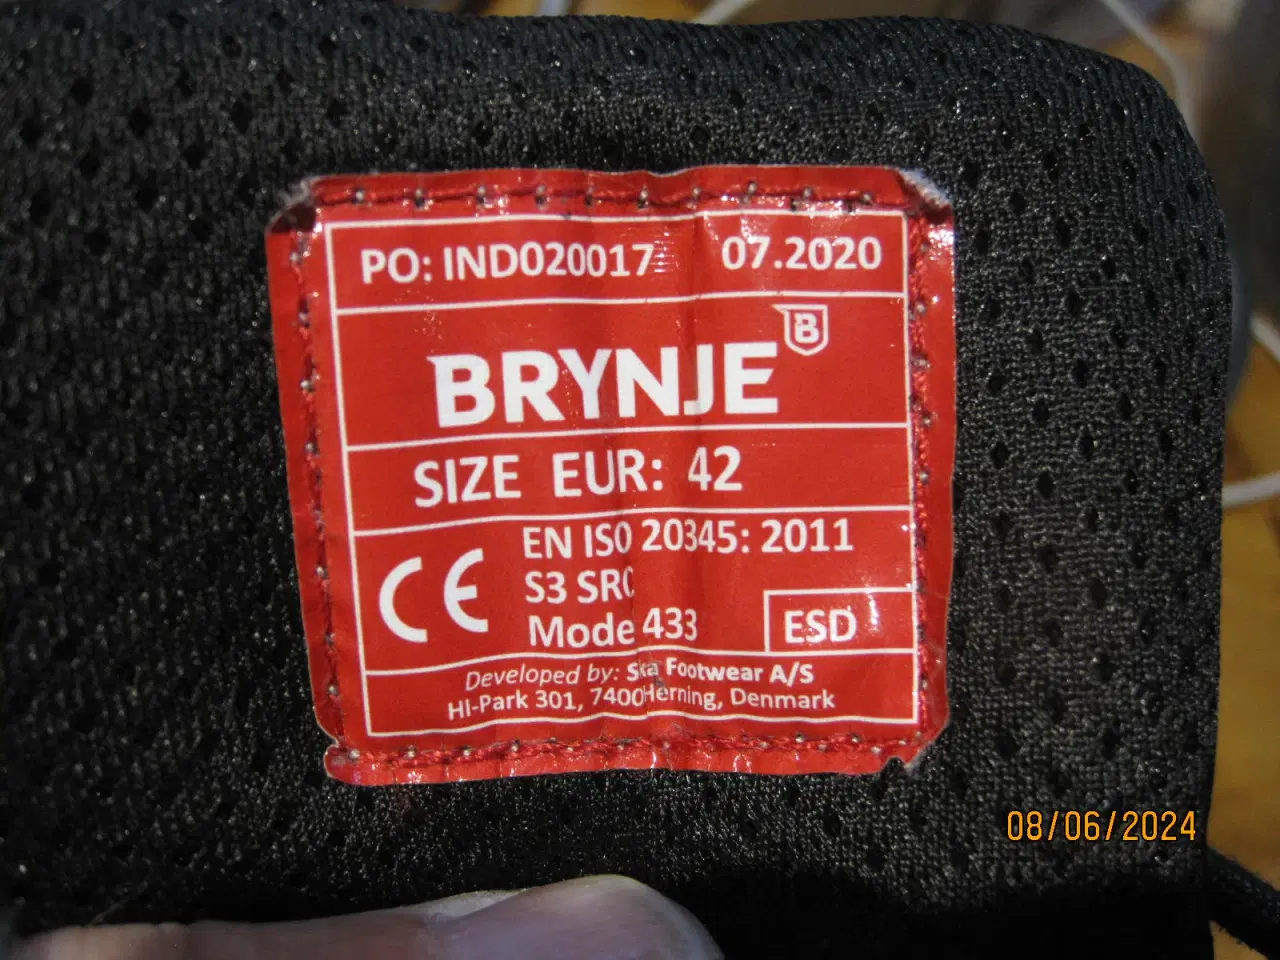 PO: IND020017 07.2020
B
BRYNJE
SIZE EUR: 42
CE EN ISO 20345: 2011
S3 SRC
Mode 433
ESD
Developed by: Ska Footwear A/S
HI-Park 301, 7400 Herning, Denmark
08/06/2024